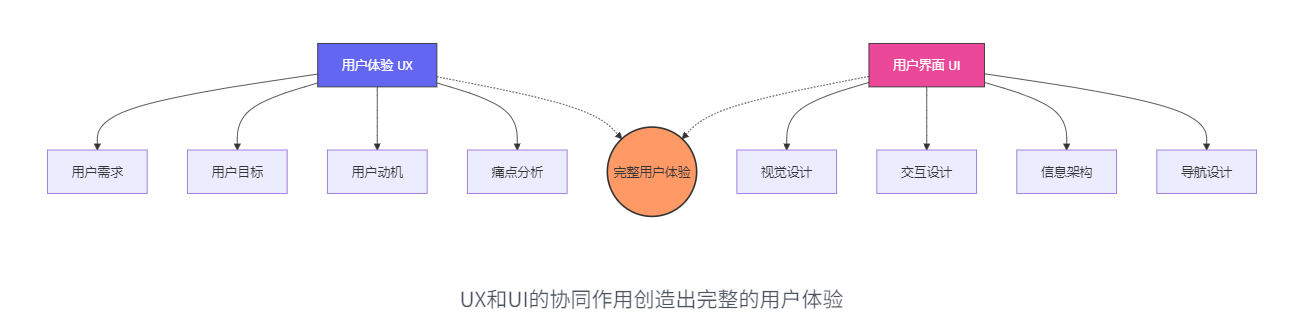 用户体验 UX
用户界面 UI
用户需求
用户目标
用户动机
痛点分析
完整用户体验
视觉设计
交互设计
信息架构
导航设计
UX和UI的协同作用创造出完整的用户体验